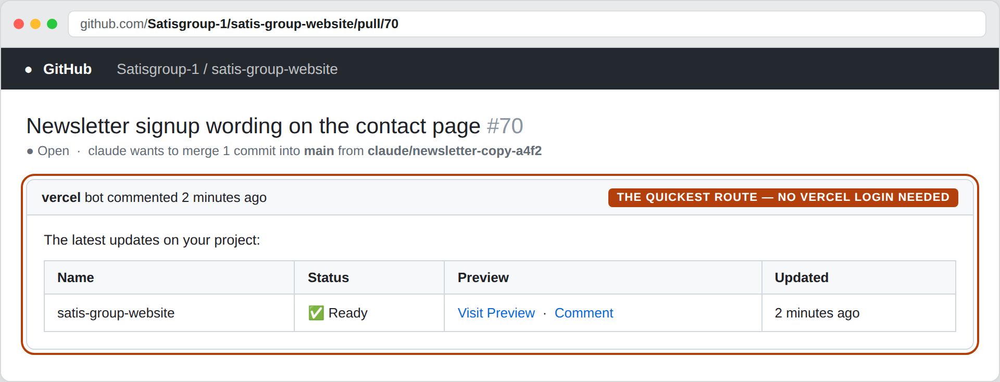 github.com/Satisgroup-1/satis-group-website/pull/70
GitHub Satisgroup-1 / satis-group-website
Newsletter signup wording on the contact page #70
● Open · claude wants to merge 1 commit into main from claude/newsletter-copy-a4f2
vercel bot commented 2 minutes ago THE QUICKEST ROUTE — NO VERCEL LOGIN NEEDED
The latest updates on your project:
Name Status Preview Updated
satis-group-website ✅ Ready Visit Preview · Comment 2 minutes ago